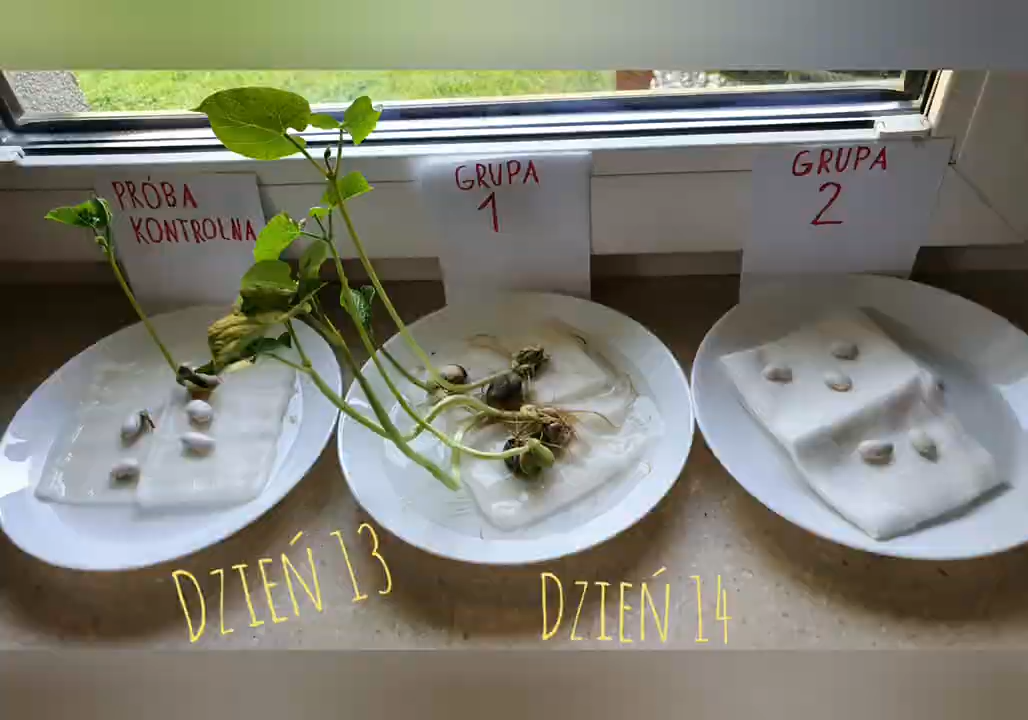 PRÓBA
KONTROLNA
GRUPA
1
GRUPA
2
DZIEŃ 13
DZIEŃ 14